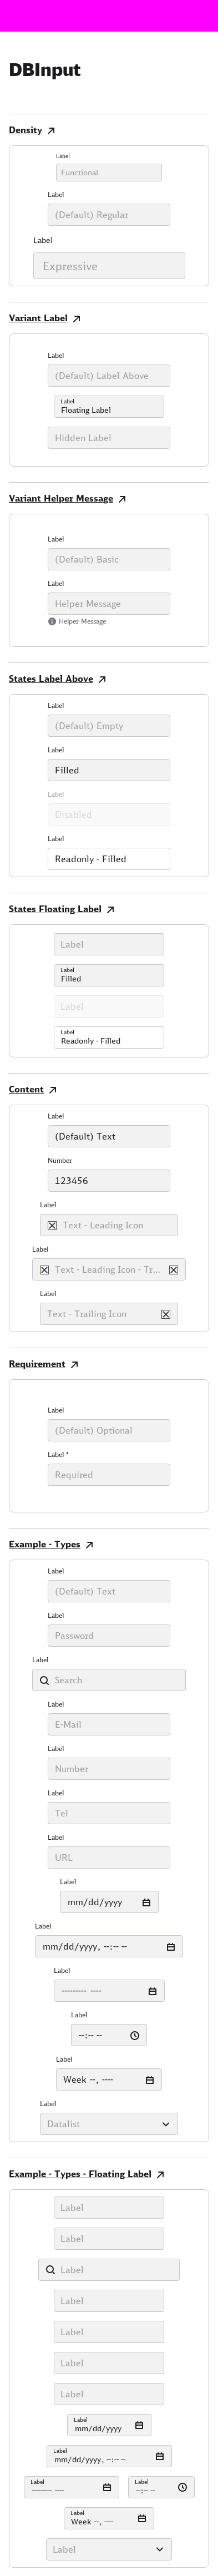 DBInput
Density
Label
Functional
Label
(Default) Regular
Label
Expressive
Variant Label
Label
(Default) Label Above
Label
Floating Label
Hidden Label
Variant Helper Message
Label
(Default) Basic
Label
Helper Message
Helper Message
States Label Above
Label
(Default) Empty
Label
Filled
Label
Disabled
Label
Readonly - Filled
States Floating Label
Label
Label
Filled
Label
Label
Readonly - Filled
Content
Label
(Default) Text
Number
123456
Label
Text - Leading Icon
Label
Text - Leading Icon - Tr...
Label
Text - Trailing Icon
Requirement
Label
(Default) Optional
Label *
Required
Example - Types
Label
(Default) Text
Label
Password
Label
Search
Label
E-Mail
Label
Number
Label
Tel
Label
URL
Label
mm/dd/yyyy
Label
mm/dd/yyyy, --:-- --
Label
--------- ----
Label
--:-- --
Label
Week --, ----
Label
Datalist
Example - Types - Floating Label
Label
Label
Label
Label
Label
Label
Label
Label
mm/dd/yyyy
Label
mm/dd/yyyy, --:-- --
Label
--------- ----
Label
--:-- --
Label
Week --, ----
Label